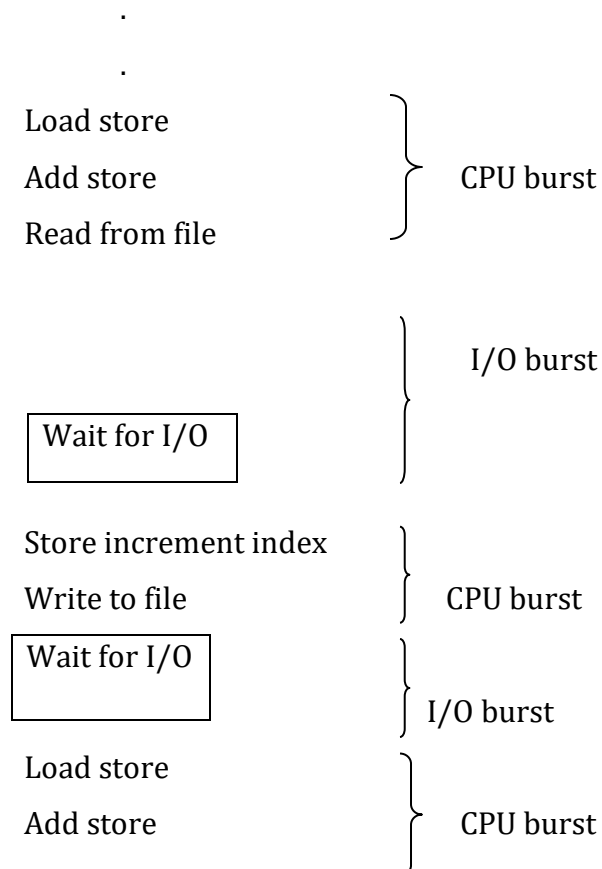 .
.
Load store
Add store CPU burst
Read from file
I/O burst
Wait for I/O
Store increment index
Write to file CPU burst
Wait for I/O
I/O burst
Load store
Add store CPU burst